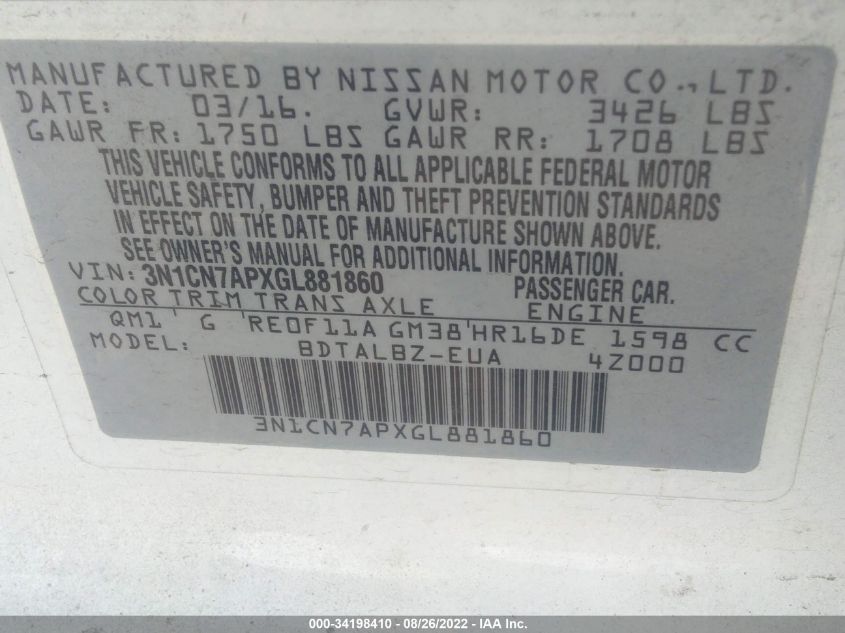 MANUFACTURED BY NISSAN MOTOR CO., LTD.
DATE: 03/16. GVWR: 3426 LBS
GAWR FR: 1750 LBS GAWR RR: 1708 LBS
THIS VEHICLE CONFORMS TO ALL APPLICABLE FEDERAL MOTOR
VEHICLE SAFETY, BUMPER AND THEFT PREVENTION STANDARDS
IN EFFECT ON THE DATE OF MANUFACTURE SHOWN ABOVE.
SEE OWNER'S MANUAL FOR ADDITIONAL INFORMATION.
VIN: 3N1CN7APXGL881860 PASSENGER CAR.
COLOR TRIM TRANS AXLE ENGINE
QM1 ' G 'RE0F11A GM38'HR16DE 1598 CC
MODEL: BDTALBZ-EUA 4Z000
3N1CN7APXGL881860
000-34198410 - 08/26/2022 - IAA Inc.